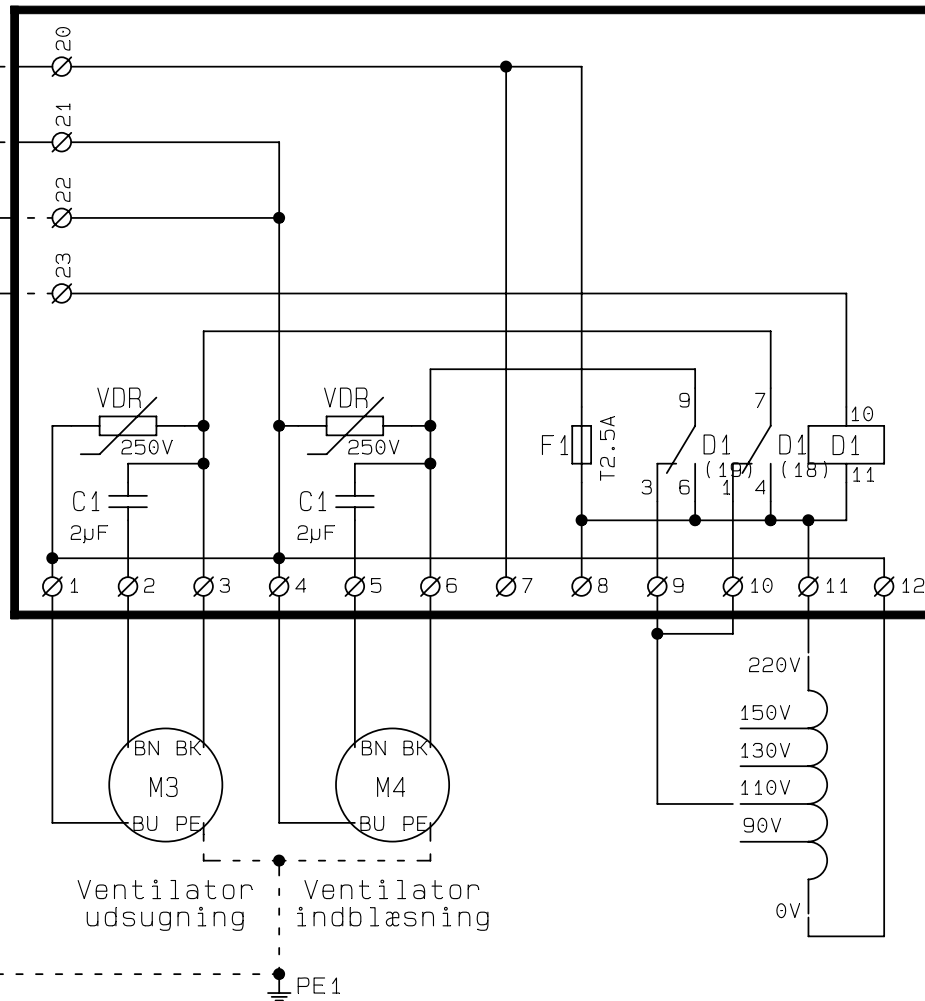 20
21
22
23
VDR
250V
C1
2µF
VDR
250V
C1
2µF
F1
T2.5A
9
D1
(19)
3
6
7
D1
(18)
1
4
10
D1
11
1
2
3
4
5
6
7
8
9
10
11
12
BN BK
M3
BU PE
BN BK
M4
BU PE
220V
150V
130V
110V
90V
0V
Ventilator
udsugning
Ventilator
indblæsning
PE1